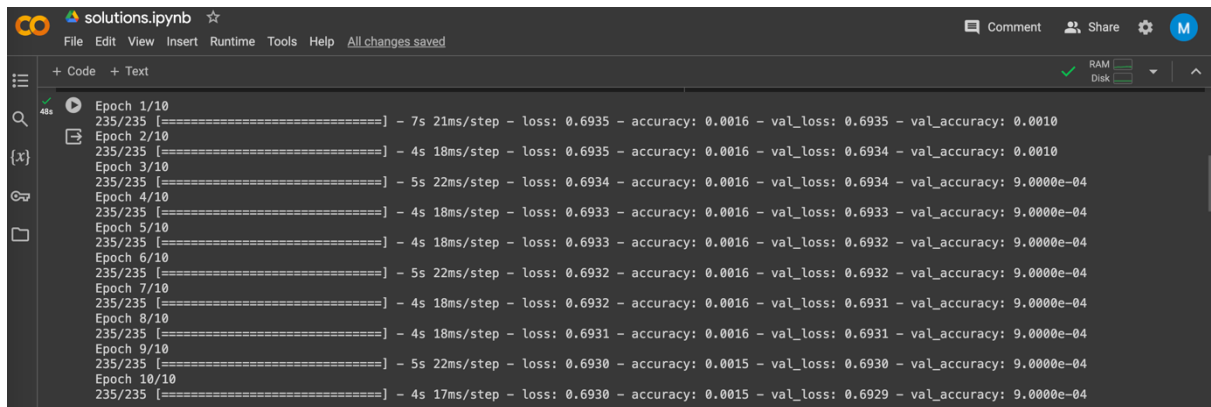 solutions.ipynb
Comment Share M
File Edit View Insert Runtime Tools Help All changes saved
+ Code + Text
RAM
Disk
48s
{x}
Epoch 1/10
235/235 [==============================] - 7s 21ms/step - loss: 0.6935 - accuracy: 0.0016 - val_loss: 0.6935 - val_accuracy: 0.0010
Epoch 2/10
235/235 [==============================] - 4s 18ms/step - loss: 0.6935 - accuracy: 0.0016 - val_loss: 0.6934 - val_accuracy: 0.0010
Epoch 3/10
235/235 [==============================] - 5s 22ms/step - loss: 0.6934 - accuracy: 0.0016 - val_loss: 0.6934 - val_accuracy: 9.0000e-04
Epoch 4/10
235/235 [==============================] - 4s 18ms/step - loss: 0.6933 - accuracy: 0.0016 - val_loss: 0.6933 - val_accuracy: 9.0000e-04
Epoch 5/10
235/235 [==============================] - 4s 18ms/step - loss: 0.6933 - accuracy: 0.0016 - val_loss: 0.6932 - val_accuracy: 9.0000e-04
Epoch 6/10
235/235 [==============================] - 5s 22ms/step - loss: 0.6932 - accuracy: 0.0016 - val_loss: 0.6932 - val_accuracy: 9.0000e-04
Epoch 7/10
235/235 [==============================] - 4s 18ms/step - loss: 0.6932 - accuracy: 0.0016 - val_loss: 0.6931 - val_accuracy: 9.0000e-04
Epoch 8/10
235/235 [==============================] - 4s 18ms/step - loss: 0.6931 - accuracy: 0.0016 - val_loss: 0.6931 - val_accuracy: 9.0000e-04
Epoch 9/10
235/235 [==============================] - 5s 22ms/step - loss: 0.6930 - accuracy: 0.0015 - val_loss: 0.6930 - val_accuracy: 9.0000e-04
Epoch 10/10
235/235 [==============================] - 4s 17ms/step - loss: 0.6930 - accuracy: 0.0015 - val_loss: 0.6929 - val_accuracy: 9.0000e-04